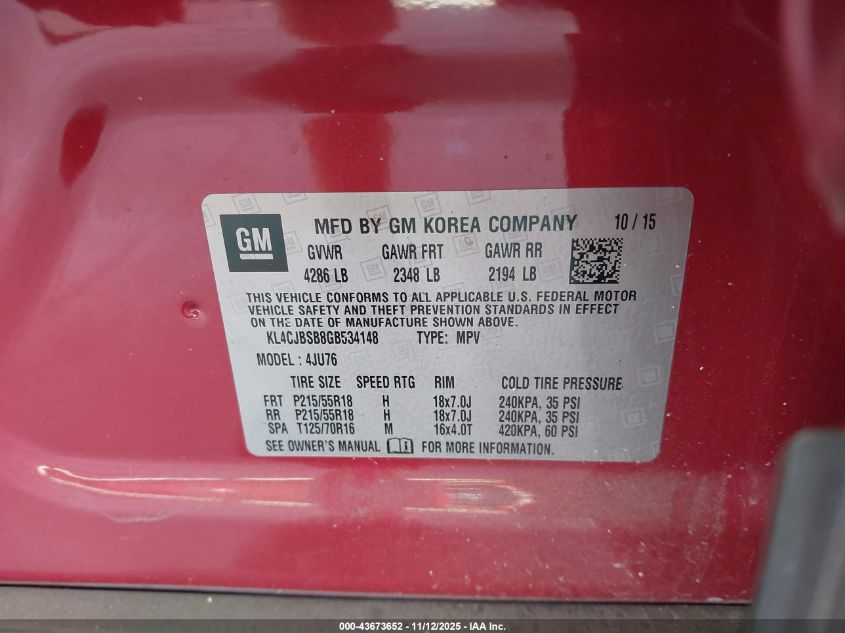 GM MFD BY GM KOREA COMPANY 10 / 15
GVWR GAWR FRT GAWR RR
4286 LB 2348 LB 2194 LB
THIS VEHICLE CONFORMS TO ALL APPLICABLE U.S. FEDERAL MOTOR
VEHICLE SAFETY AND THEFT PREVENTION STANDARDS IN EFFECT
ON THE DATE OF MANUFACTURE SHOWN ABOVE.
KL4CJBSB8GB534148 TYPE: MPV
MODEL: 4JU76
TIRE SIZE SPEED RTG RIM COLD TIRE PRESSURE
FRT P215/55R18 H 18x7.0J 240KPA, 35 PSI
RR P215/55R18 H 18x7.0J 240KPA, 35 PSI
SPA T125/70R16 M 16x4.0T 420KPA, 60 PSI
SEE OWNER'S MANUAL FOR MORE INFORMATION.
000-43673652 - 11/12/2025 - IAA Inc.